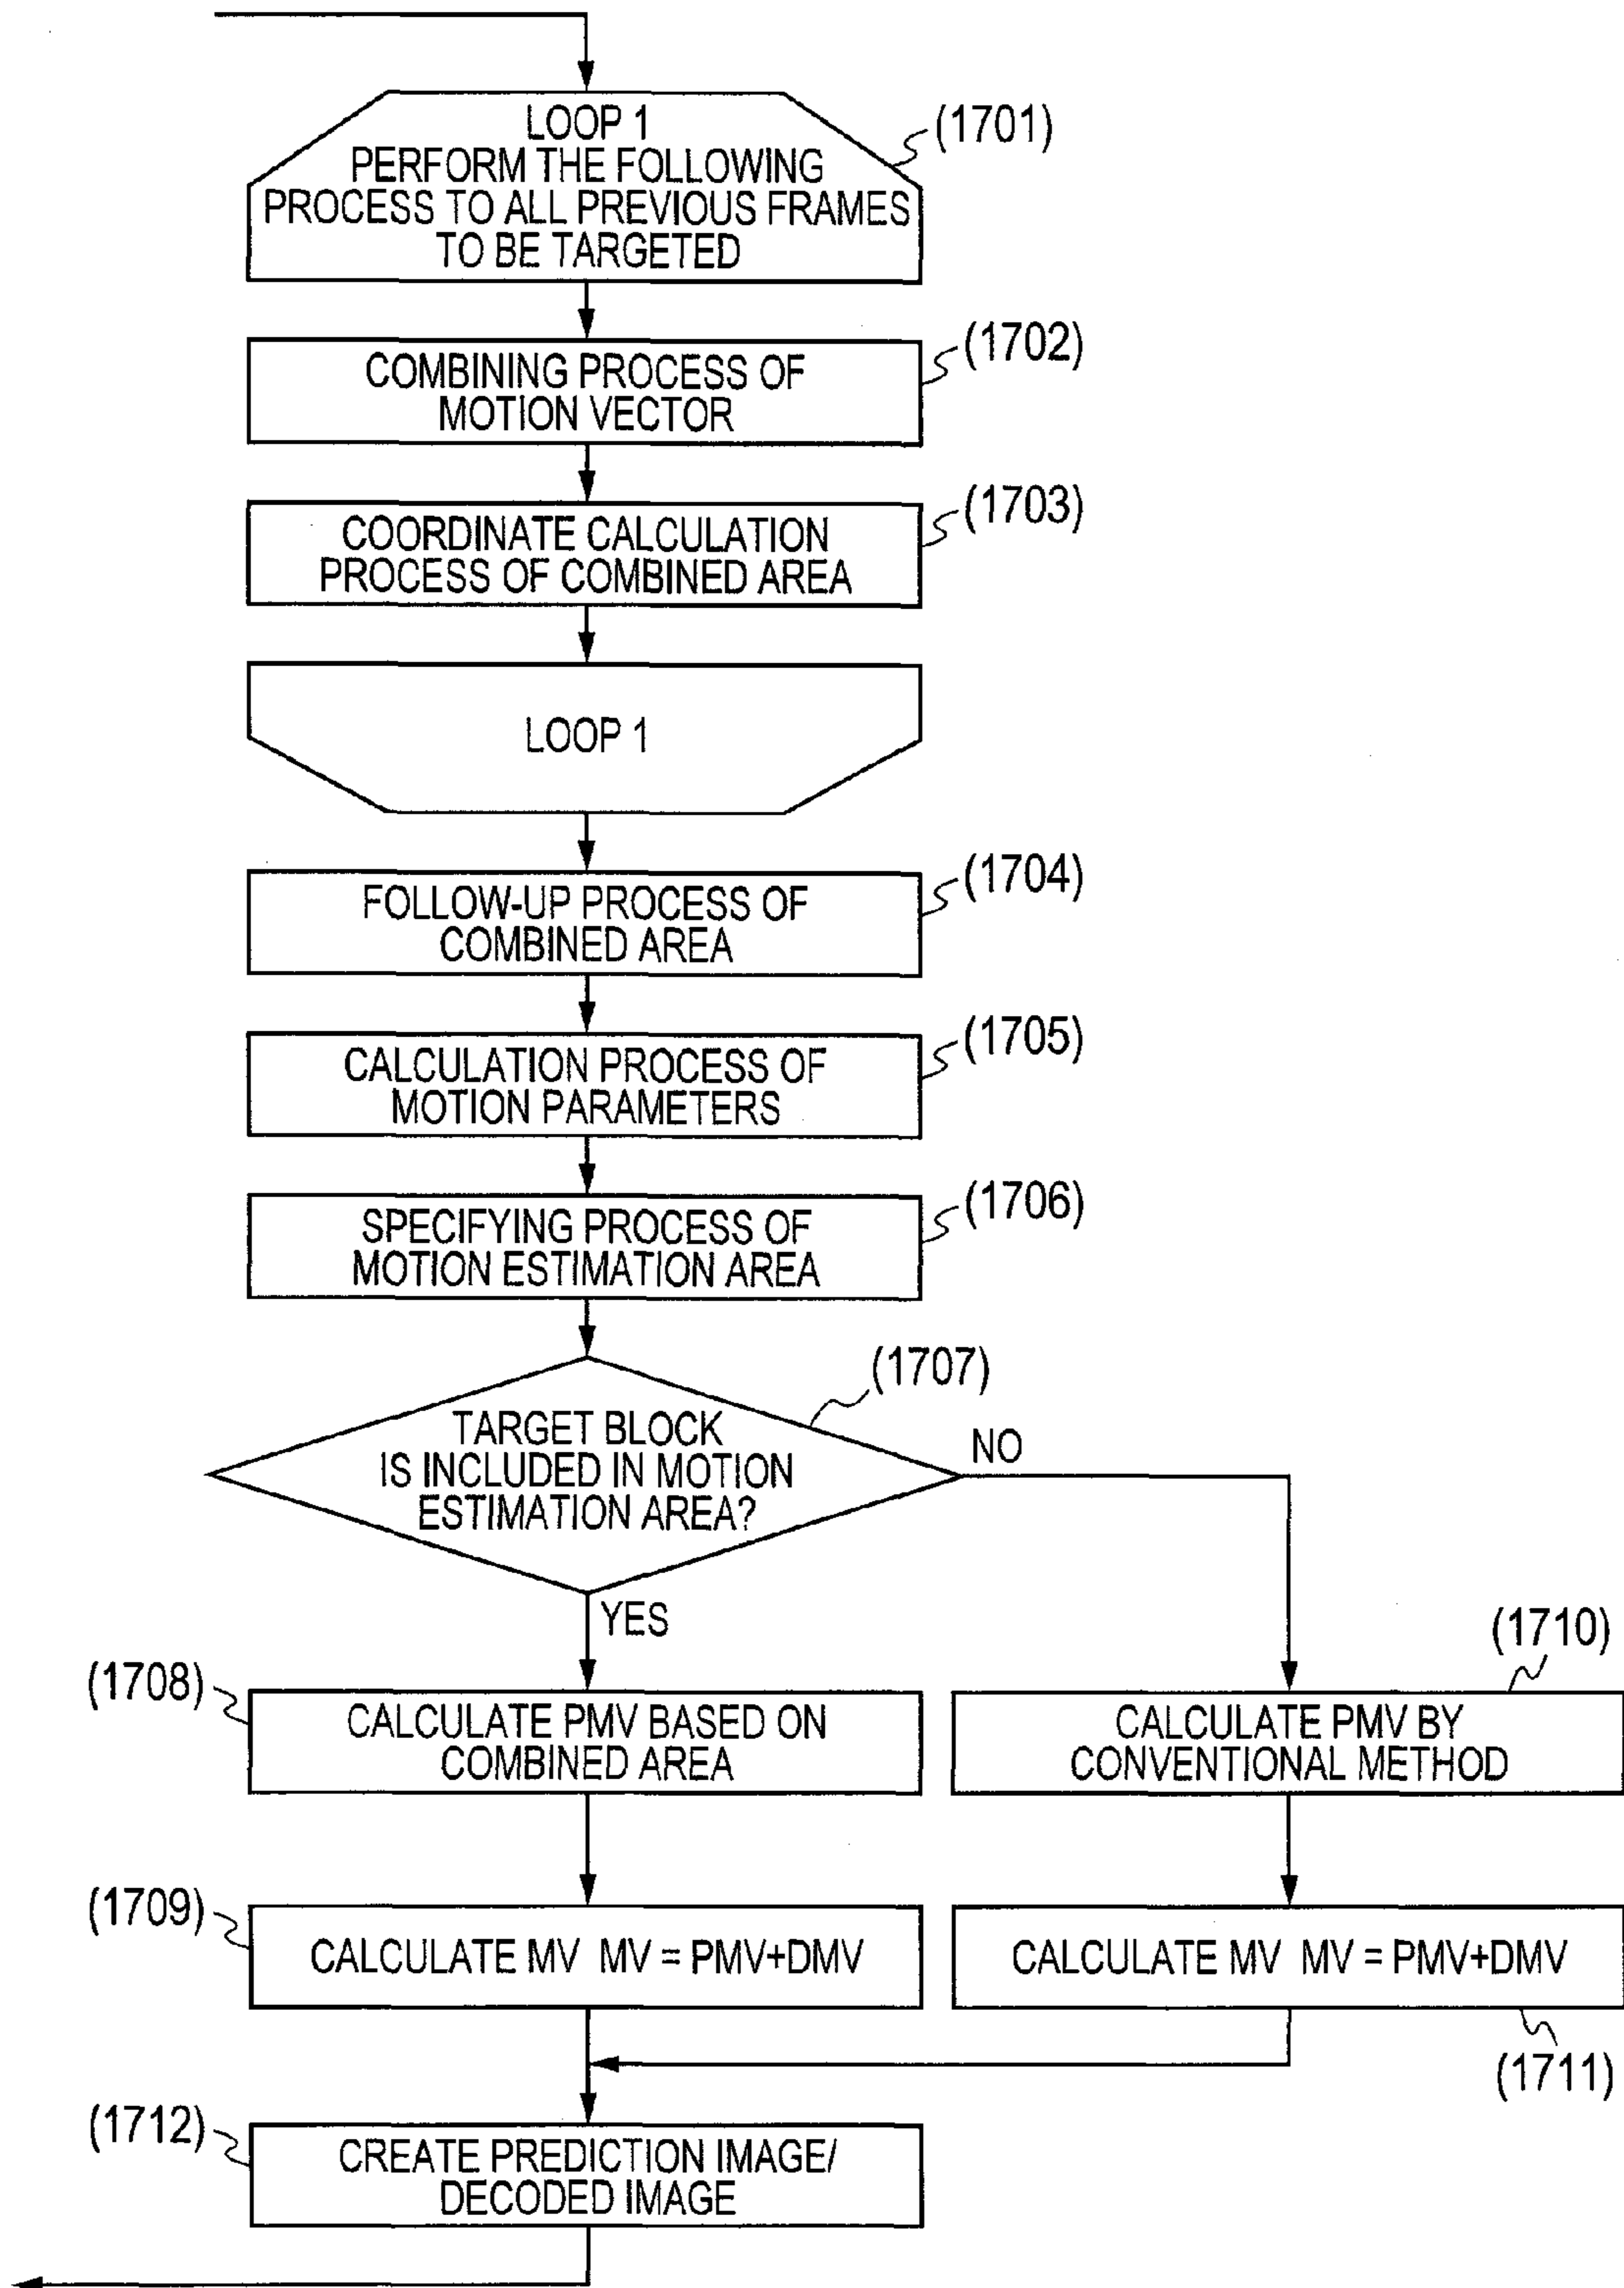 LOOP 1
PERFORM THE FOLLOWING
PROCESS TO ALL PREVIOUS FRAMES
TO BE TARGETED
(1701)
COMBINING PROCESS OF
MOTION VECTOR
(1702)
COORDINATE CALCULATION
PROCESS OF COMBINED AREA
(1703)
LOOP 1
FOLLOW-UP PROCESS OF
COMBINED AREA
(1704)
CALCULATION PROCESS OF
MOTION PARAMETERS
(1705)
SPECIFYING PROCESS OF
MOTION ESTIMATION AREA
(1706)
(1707)
TARGET BLOCK
IS INCLUDED IN MOTION
ESTIMATION AREA?
NO
YES
(1708)
CALCULATE PMV BASED ON
COMBINED AREA
(1710)
CALCULATE PMV BY
CONVENTIONAL METHOD
(1709)
CALCULATE MV MV = PMV+DMV
CALCULATE MV MV = PMV+DMV
(1711)
(1712)
CREATE PREDICTION IMAGE/
DECODED IMAGE